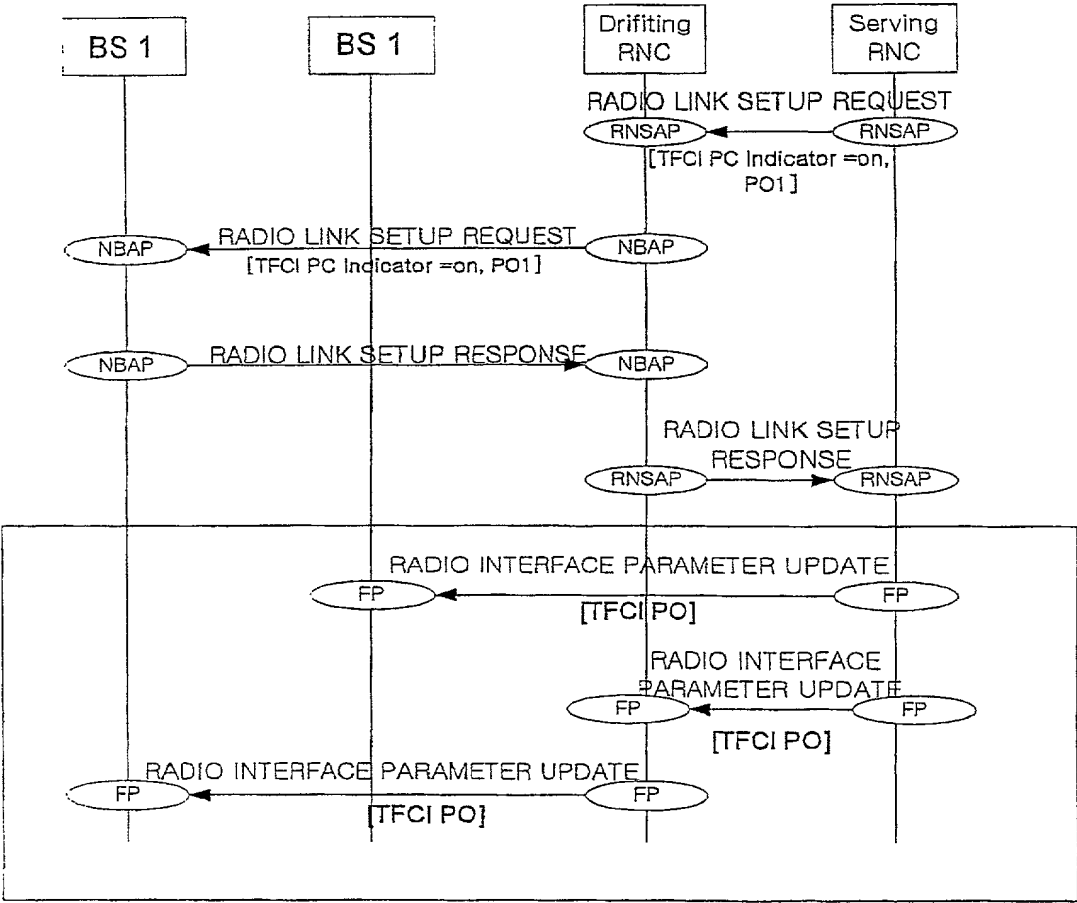 BS 1
BS 1
Drifiting
RNC
Serving
RNC
RADIO LINK SETUP REQUEST
RNSAP
RNSAP
[TFCI PC Indicator =on,
PO1]
RADIO LINK SETUP REQUEST
NBAP
NBAP
[TFCI PC Indicator =on, PO1]
RADIO LINK SETUP RESPONSE
NBAP
NBAP
RADIO LINK SETUP
RESPONSE
RNSAP
RNSAP
RADIO INTERFACE PARAMETER UPDATE
FP
FP
[TFCI PO]
RADIO INTERFACE
PARAMETER UPDATE
FP
FP
[TFCI PO]
RADIO INTERFACE PARAMETER UPDATE
FP
FP
[TFCI PO]